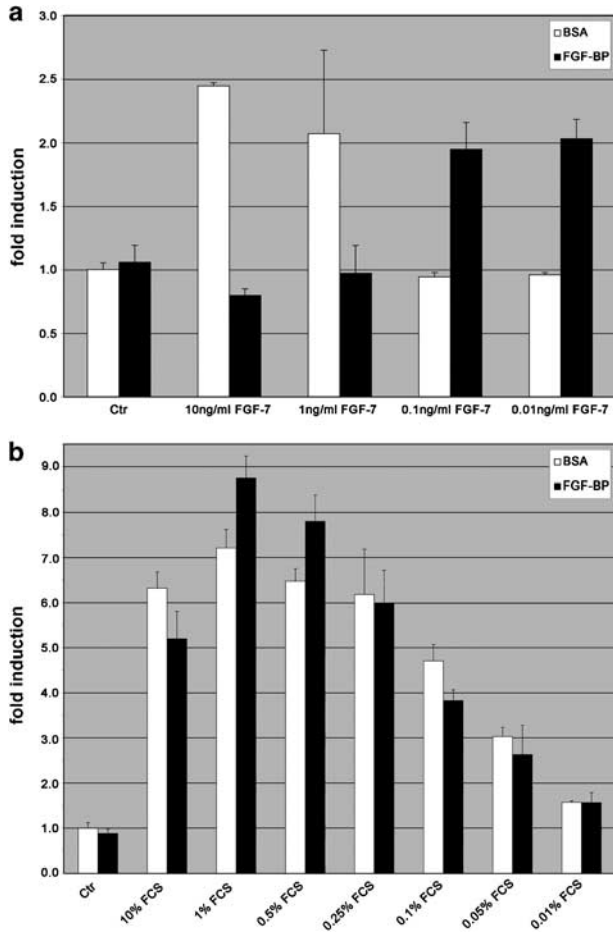 a
3.0
2.5
2.0
1.5
1.0
0.5
0.0
fold induction
BSA
FGF-BP
Ctr
10ng/ml FGF-7
1ng/ml FGF-7
0.1ng/ml FGF-7
0.01ng/ml FGF-7
b
9.0
8.0
7.0
6.0
5.0
4.0
3.0
2.0
1.0
0.0
fold induction
BSA
FGF-BP
Ctr
10% FCS
1% FCS
0.5% FCS
0.25% FCS
0.1% FCS
0.05% FCS
0.01% FCS